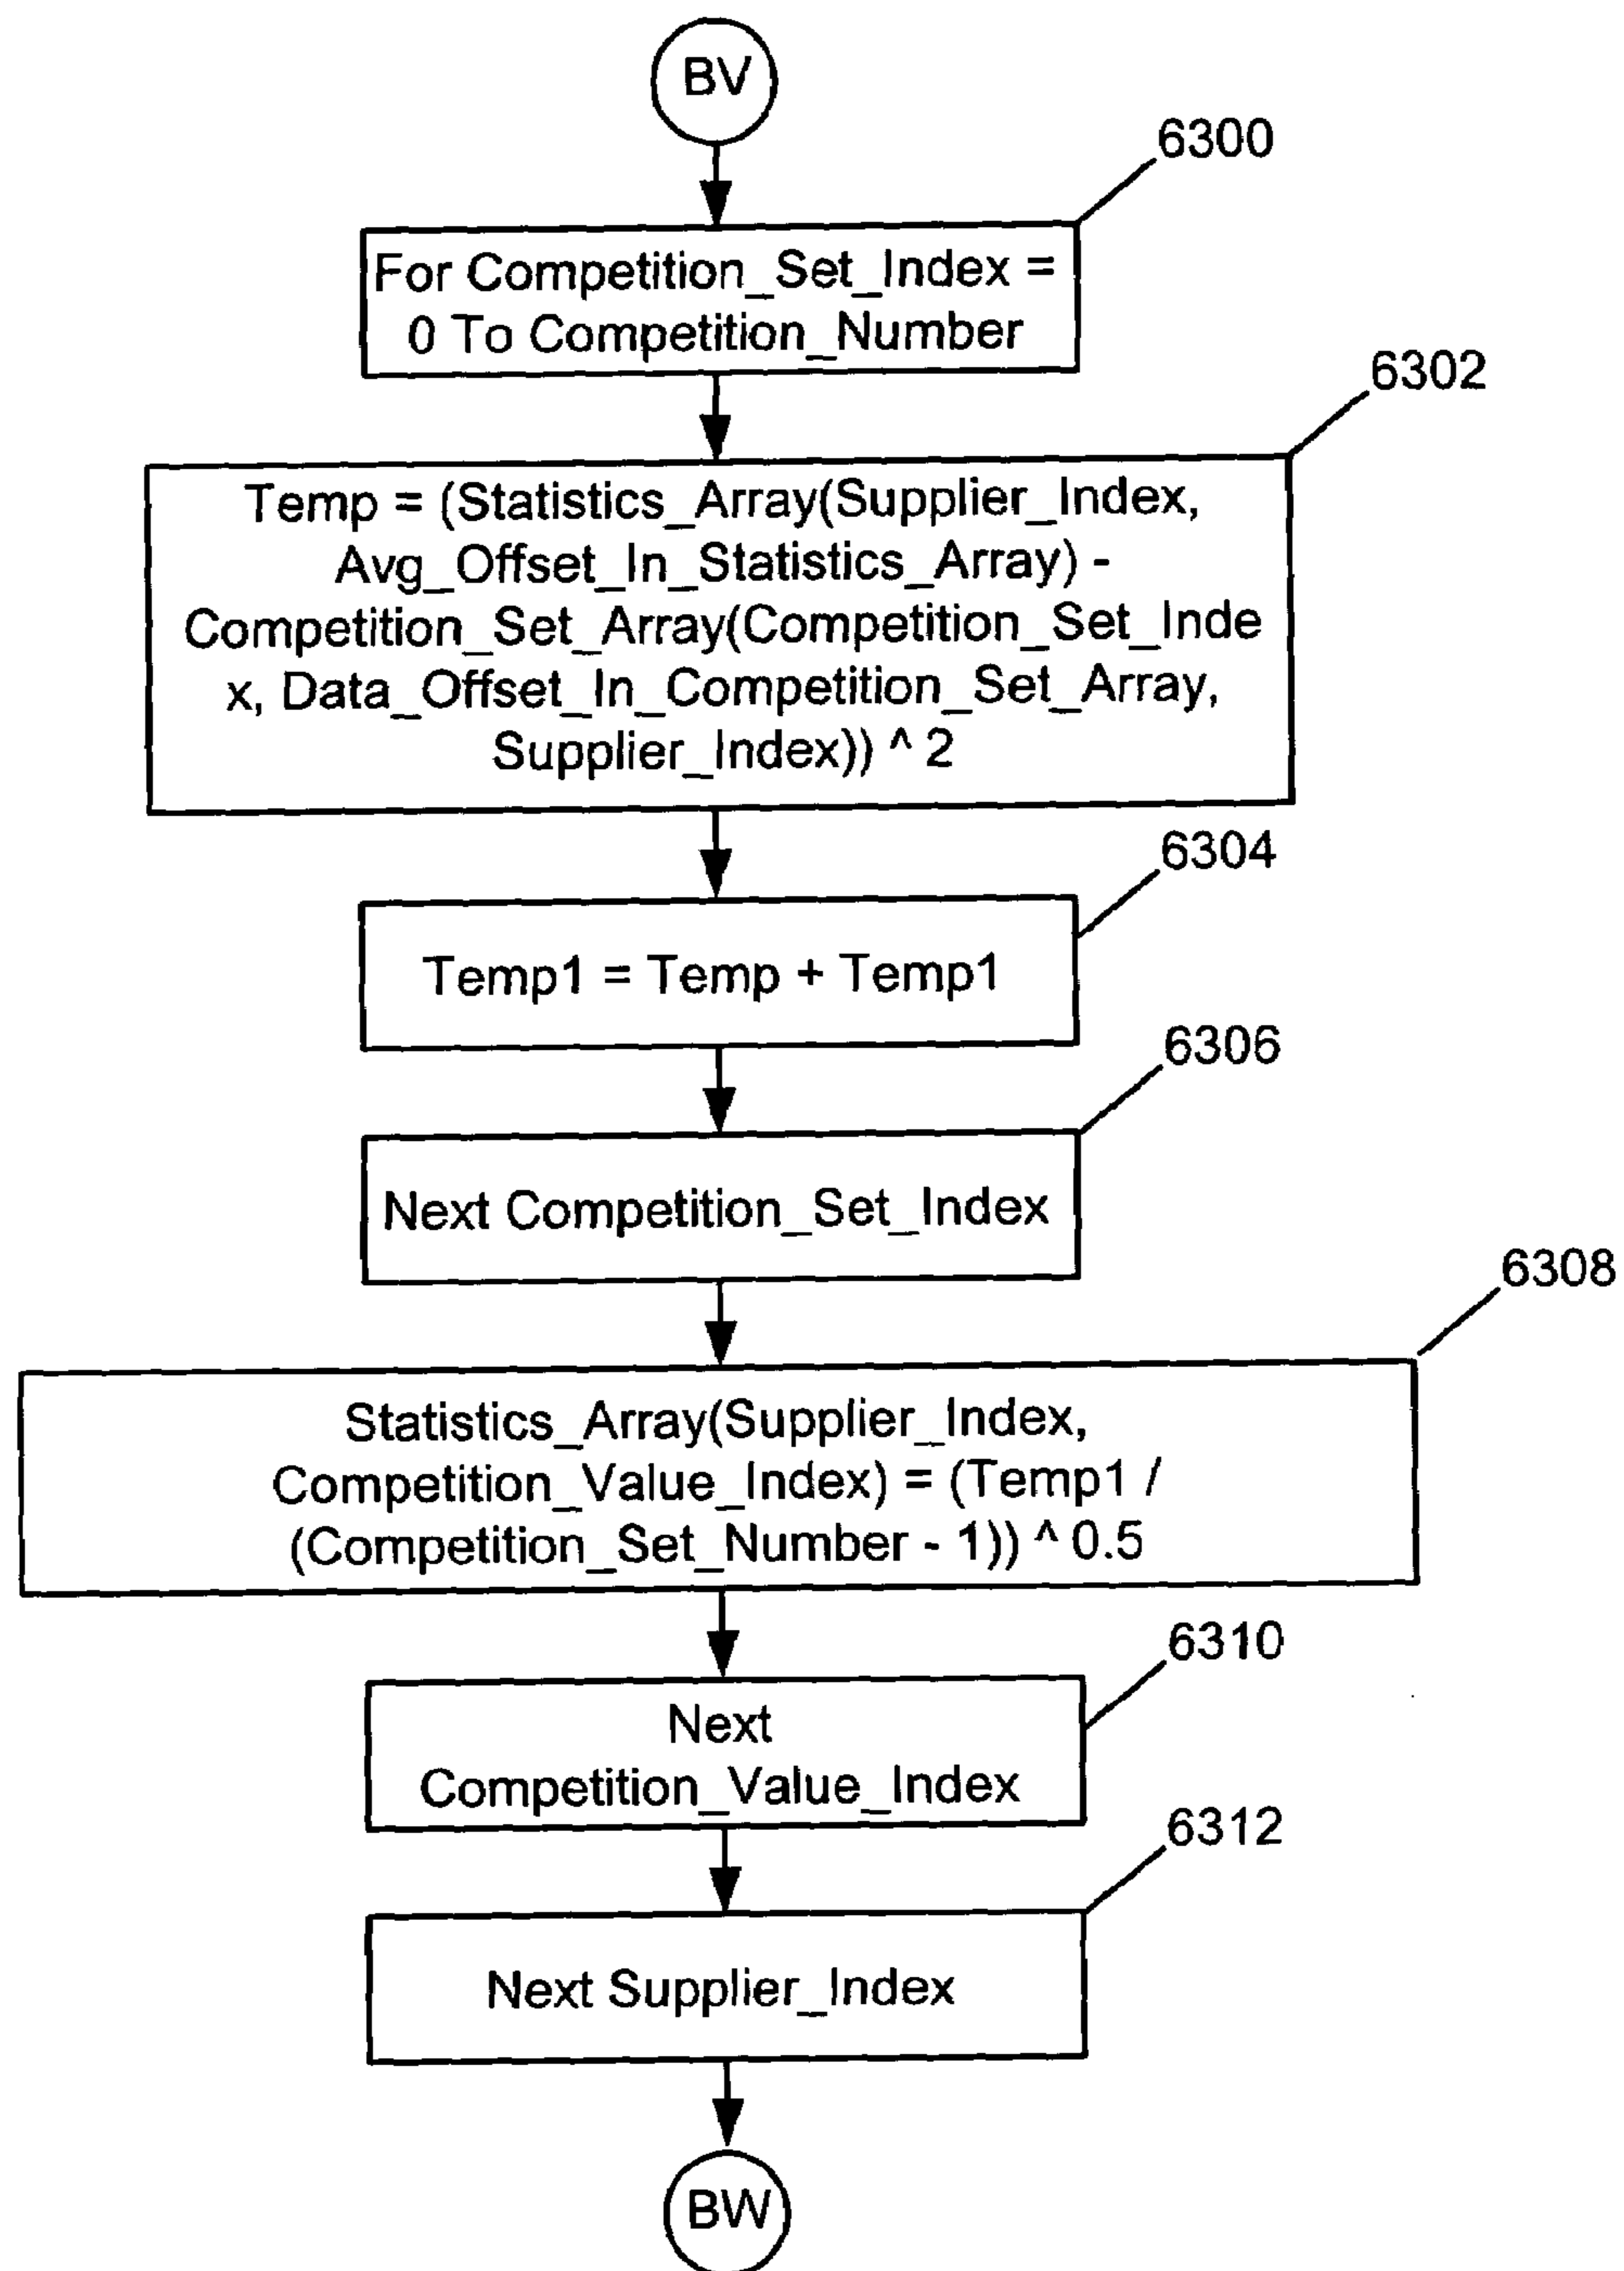 BV
6300
For Competition_Set_Index =
0 To Competition_Number
6302
Temp = (Statistics_Array(Supplier_Index,
Avg_Offset_In_Statistics_Array) -
Competition_Set_Array(Competition_Set_Inde
x, Data_Offset_In_Competition_Set_Array,
Supplier_Index)) ^ 2
6304
Temp1 = Temp + Temp1
6306
Next Competition_Set_Index
6308
Statistics_Array(Supplier_Index,
Competition_Value_Index) = (Temp1 /
(Competition_Set_Number - 1)) ^ 0.5
6310
Next
Competition_Value_Index
6312
Next Supplier_Index
BW